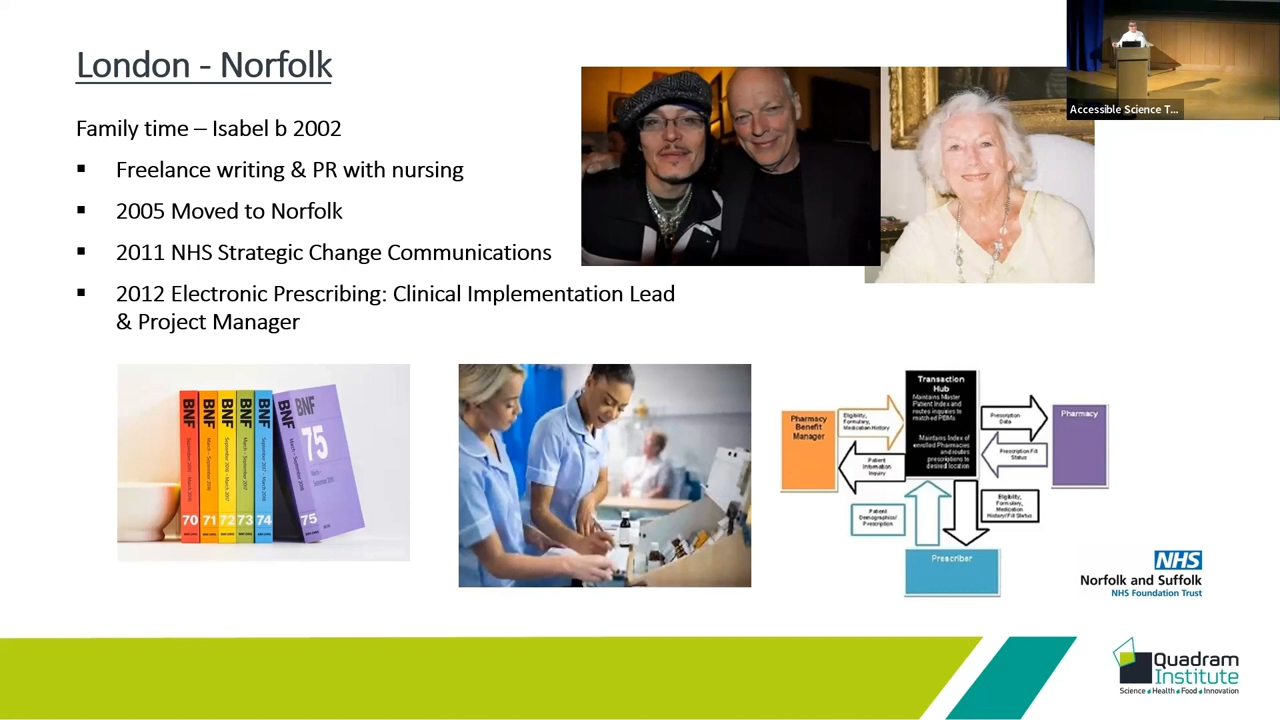 London - Norfolk
Accessible Science T...
Family time – Isabel b 2002
▪ Freelance writing & PR with nursing
▪ 2005 Moved to Norfolk
▪ 2011 NHS Strategic Change Communications
▪ 2012 Electronic Prescribing: Clinical Implementation Lead
& Project Manager
BNF
BNF
BNF
BNF
BNF
BNF
BNF
75
70
71
72
73
74
75
Transaction
Hub
Maintains Master
Patient Index and
routes inquiries to
matched PBMs
Maintains Index of
enrolled Pharmacies
and routes
prescriptions to
desired location
Pharmacy
Benefit
Manager
Eligibility,
Formulary,
Medication History
Patient
Information
Inquiry
Prescription
Data
Prescription Fill
Status
Pharmacy
Patient
Demographics/
Prescription
Eligibility,
Formulary,
Medication
History/Fill Status
Prescriber
NHS
Norfolk and Suffolk
NHS Foundation Trust
Quadram
Institute
Science Health Food Innovation